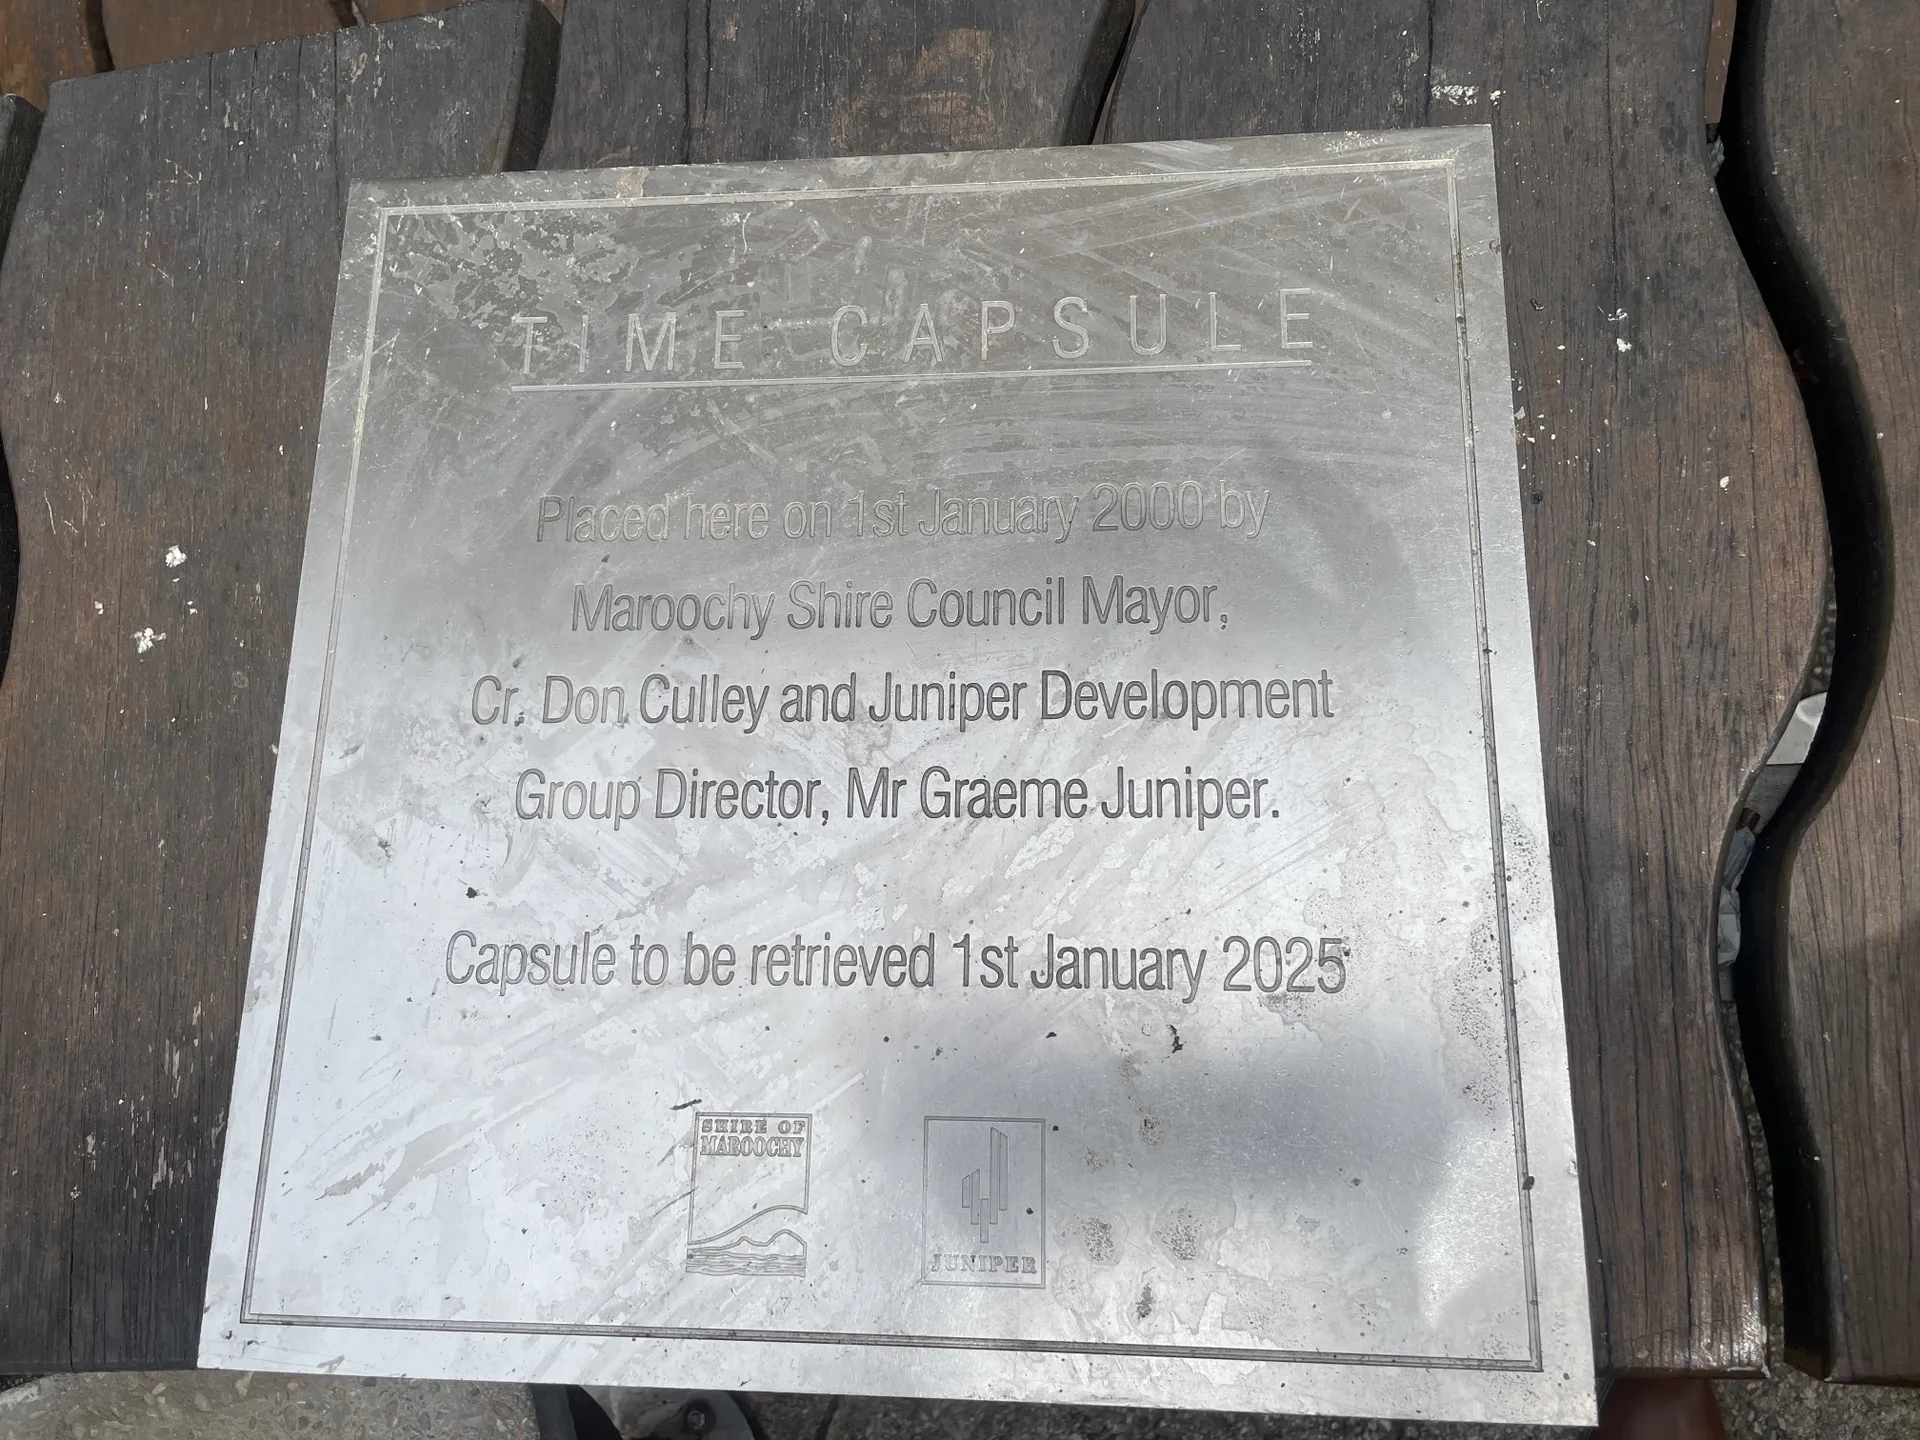 TIME CAPSULE
Placed here on 1st January 2000 by
Maroochy Shire Council Mayor,
Cr. Don Culley and Juniper Development
Group Director, Mr Graeme Juniper.
Capsule to be retrieved 1st January 2025
SHIRE OF
MAROOCHY
JUNIPER